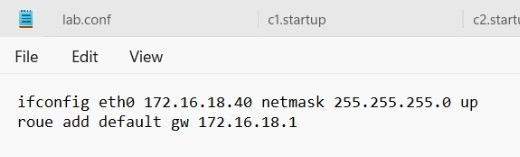 lab.conf c1.startup c2.startu
File Edit View
ifconfig eth0 172.16.18.40 netmask 255.255.255.0 up
roue add default gw 172.16.18.1